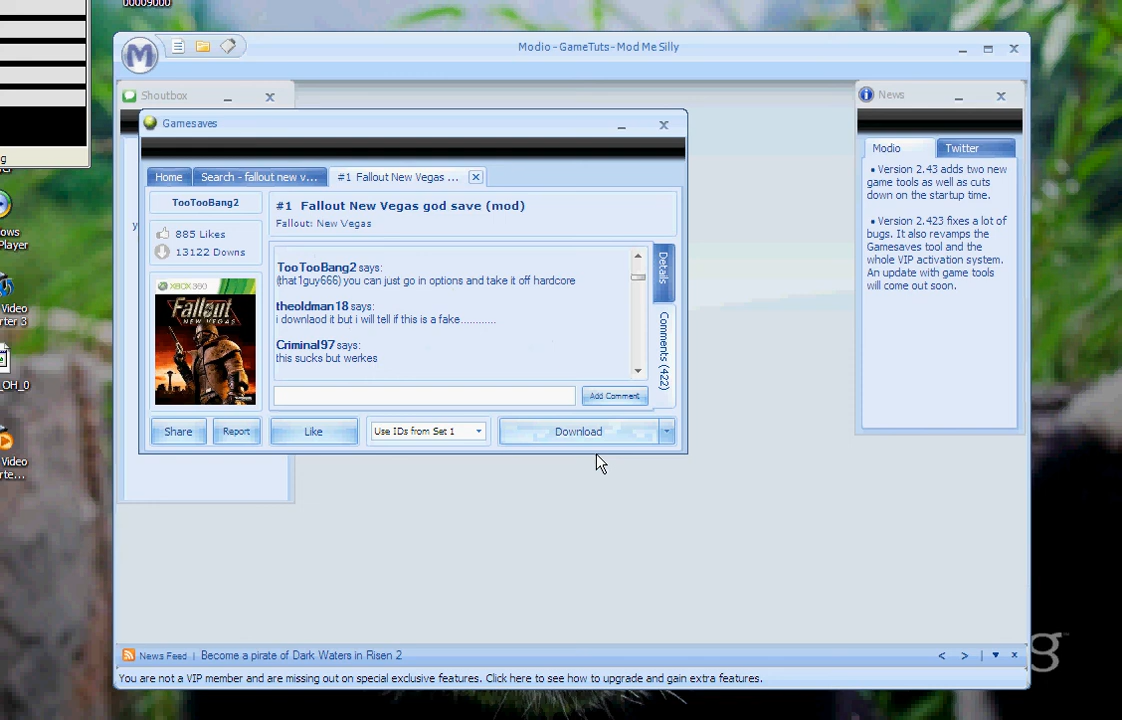 00009000
Modio - GameTuts - Mod Me Silly
Shoutbox
News
Gamesaves
Modio
Twitter
Home
Search - fallout new v...
#1 Fallout New Vegas ...
• Version 2.43 adds two new
game tools as well as cuts
down on the startup time.
• Version 2.423 fixes a lot of
bugs. It also revamps the
Gamesaves tool and the
whole VIP activation system.
An update with game tools
will come out soon.
TooTooBang2
885 Likes
13122 Downs
#1 Fallout New Vegas god save (mod)
Fallout: New Vegas
XBOX 360
Fallout
NEW VEGAS
TooTooBang2 says:
(that1guy666) you can just go in options and take it off hardcore
theoldman18 says:
i downlaod it but i will tell if this is a fake...........
Criminal97 says:
this sucks but werkes
Details
Comments (422)
Add Comment
Share
Report
Like
Use IDs from Set 1
Download
g
Player
Video
rter 3
_OH_0
Video
rte...
News Feed | Become a pirate of Dark Waters in Risen 2
You are not a VIP member and are missing out on special exclusive features. Click here to see how to upgrade and gain extra features.